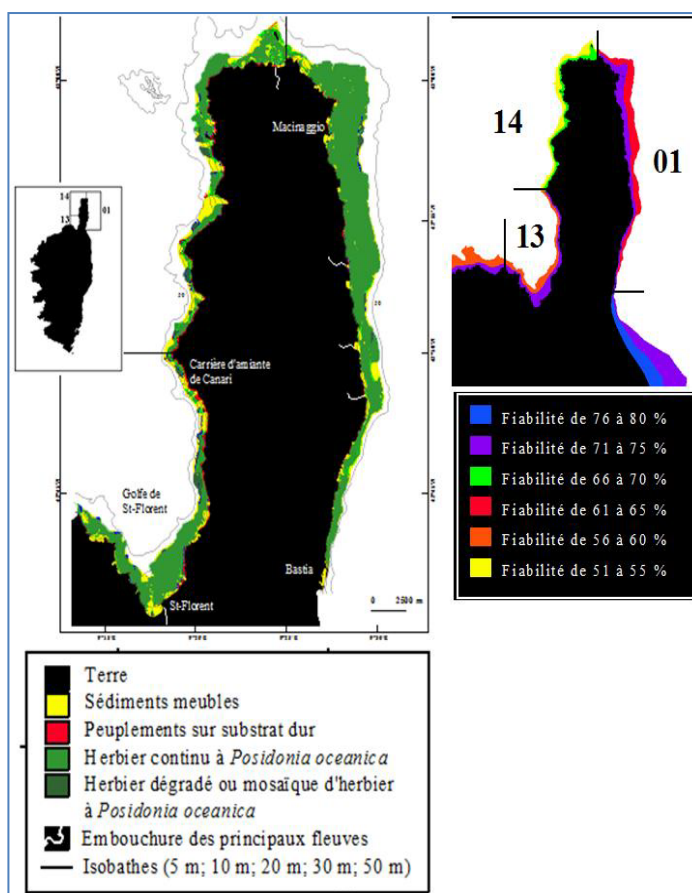 Macinaggio
14
01
13
14
13
01
20
20
Carrière d'amiante
de Canari
Golfe de
St-Florent
Bastia
St-Florent
0 2500 m
Fiabilité de 76 à 80 %
Fiabilité de 71 à 75 %
Fiabilité de 66 à 70 %
Fiabilité de 61 à 65 %
Fiabilité de 56 à 60 %
Fiabilité de 51 à 55 %
Terre
Sédiments meubles
Peuplements sur substrat dur
Herbier continu à Posidonia oceanica
Herbier dégradé ou mosaïque d'herbier
à Posidonia oceanica
Embouchure des principaux fleuves
Isobathes (5 m; 10 m; 20 m; 30 m; 50 m)